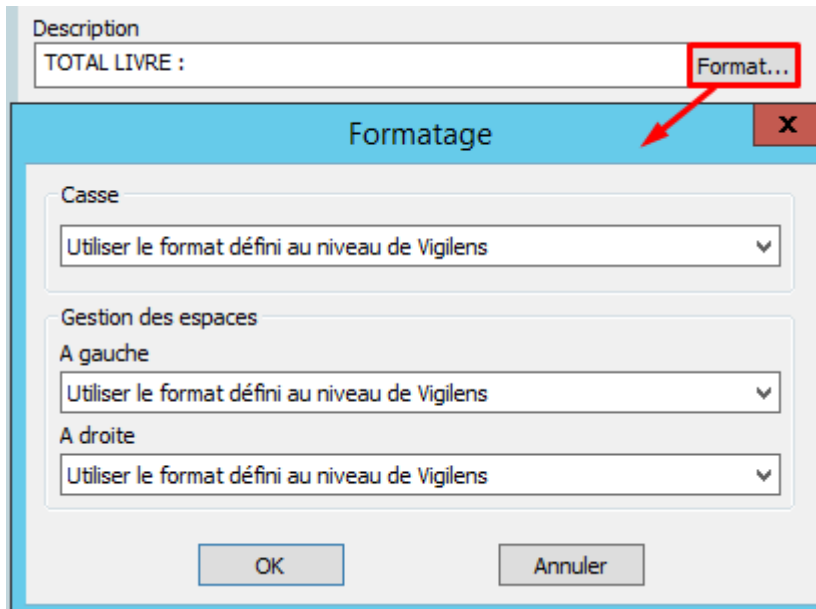 Description
TOTAL LIVRE :
Format...
Formatage
x
Casse
Utiliser le format défini au niveau de Vigilens
Gestion des espaces
A gauche
Utiliser le format défini au niveau de Vigilens
A droite
Utiliser le format défini au niveau de Vigilens
OK
Annuler